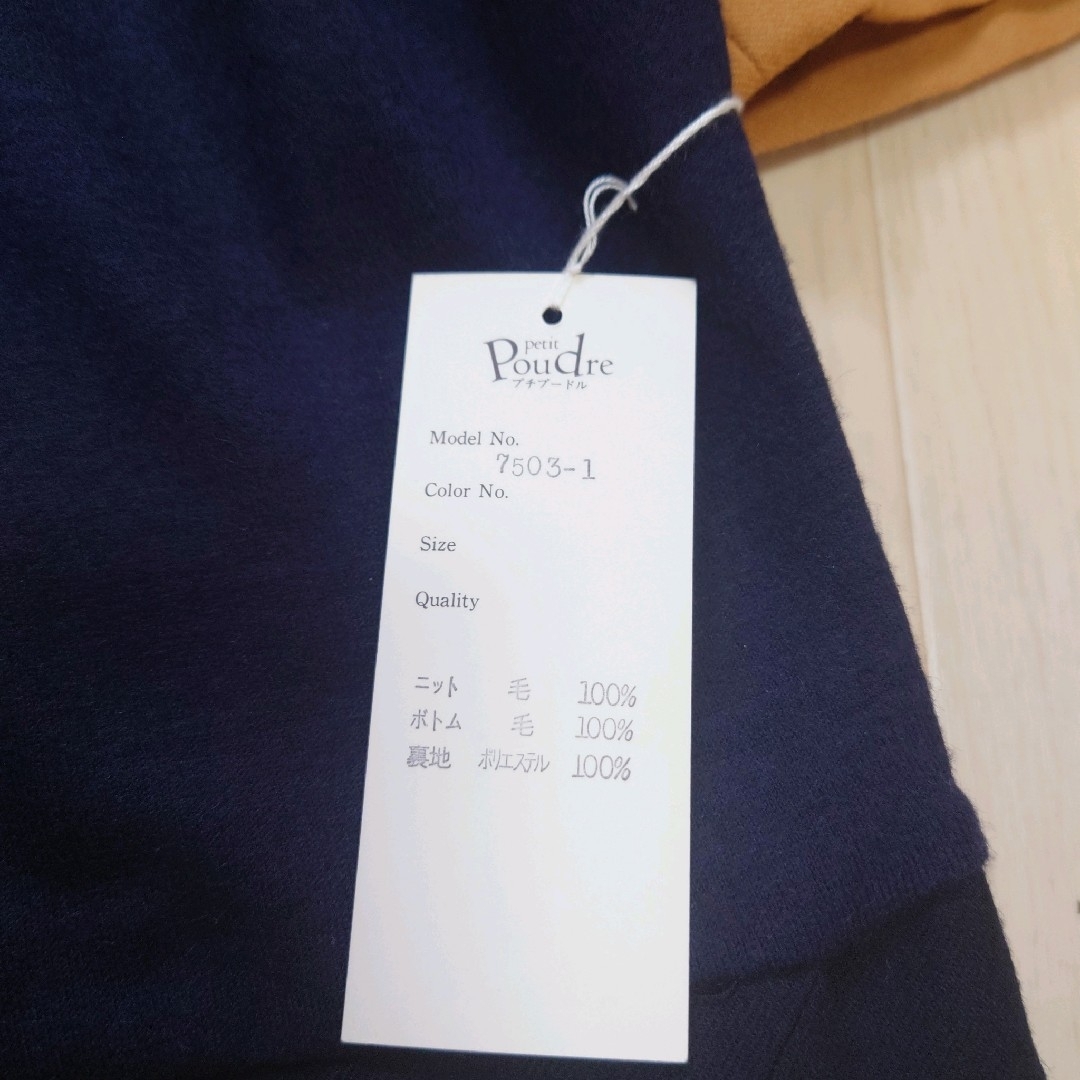 petit
Poudre
プチプードル
Model No.
7503-1
Color No.
Size
Quality
ニット 毛 100%
ボトム 毛 100%
裏地 ポリエステル 100%